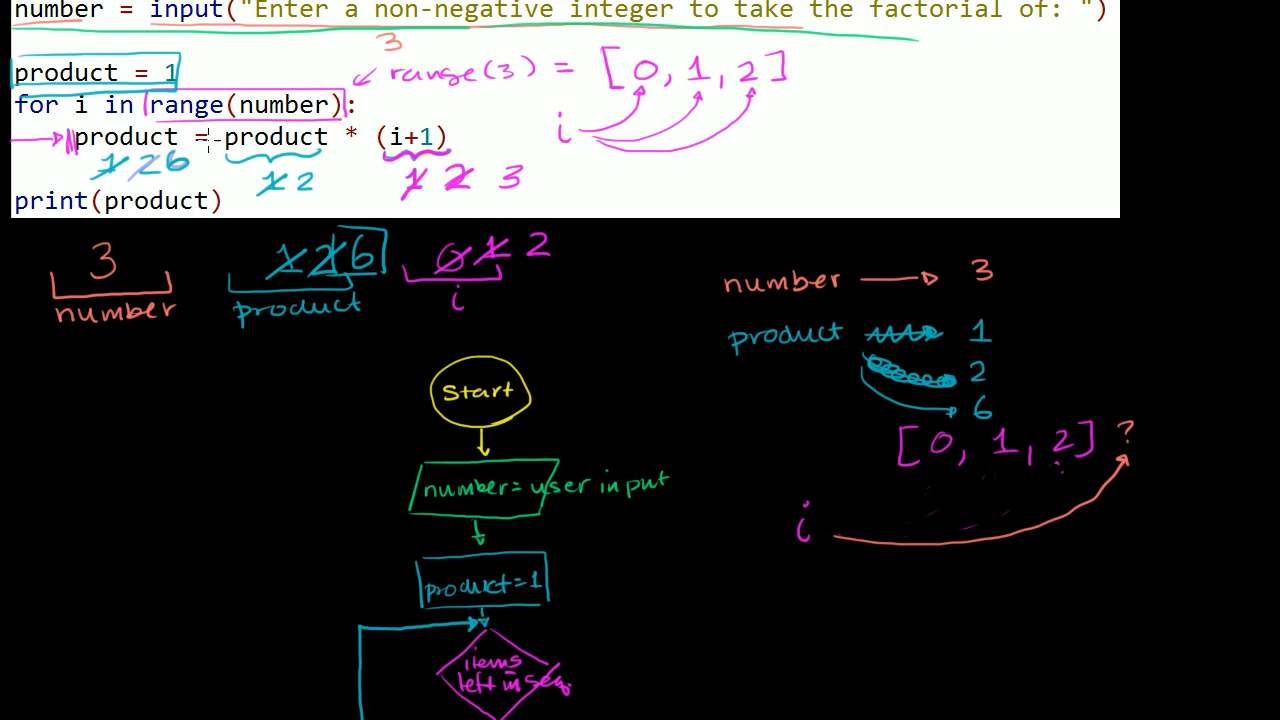 number = input("Enter a non-negative integer to take the factorial of: ")
3
product = 1
range(3) = [0, 1, 2]
for i in range(number):
i
product = product * (i+1)
1 2 6
1 2
1 2 3
print(product)
3
number
1 2 6
product
0 1 2
i
number 3
product 1
2
6
[0, 1, 2] ?
i
Start
number = user input
product = 1
items
left in seq.